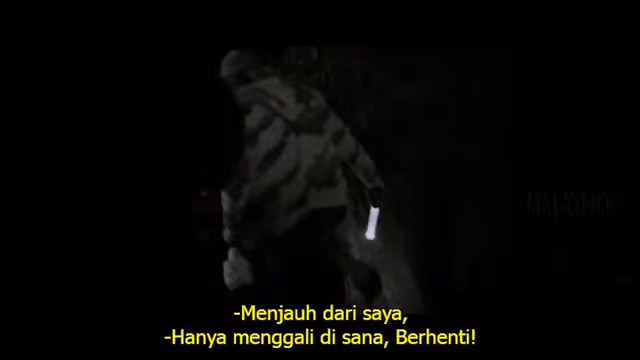 -Menjauh dari saya,
-Hanya menggali di sana, Berhenti!